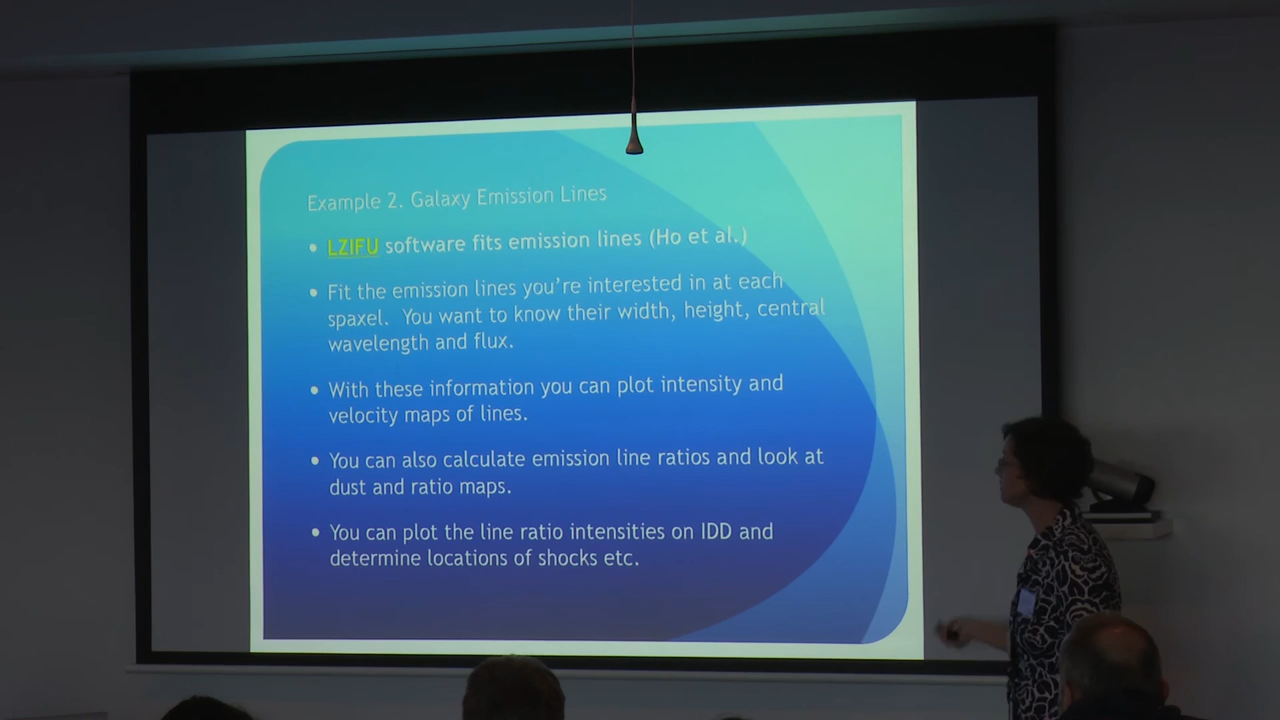 Example 2. Galaxy Emission Lines
• LZIFU software fits emission lines (Ho et al.)
• Fit the emission lines you're interested in at each
spaxel. You want to know their width, height, central
wavelength and flux.
• With these information you can plot intensity and
velocity maps of lines.
• You can also calculate emission line ratios and look at
dust and ratio maps.
• You can plot the line ratio intensities on IDD and
determine locations of shocks etc.